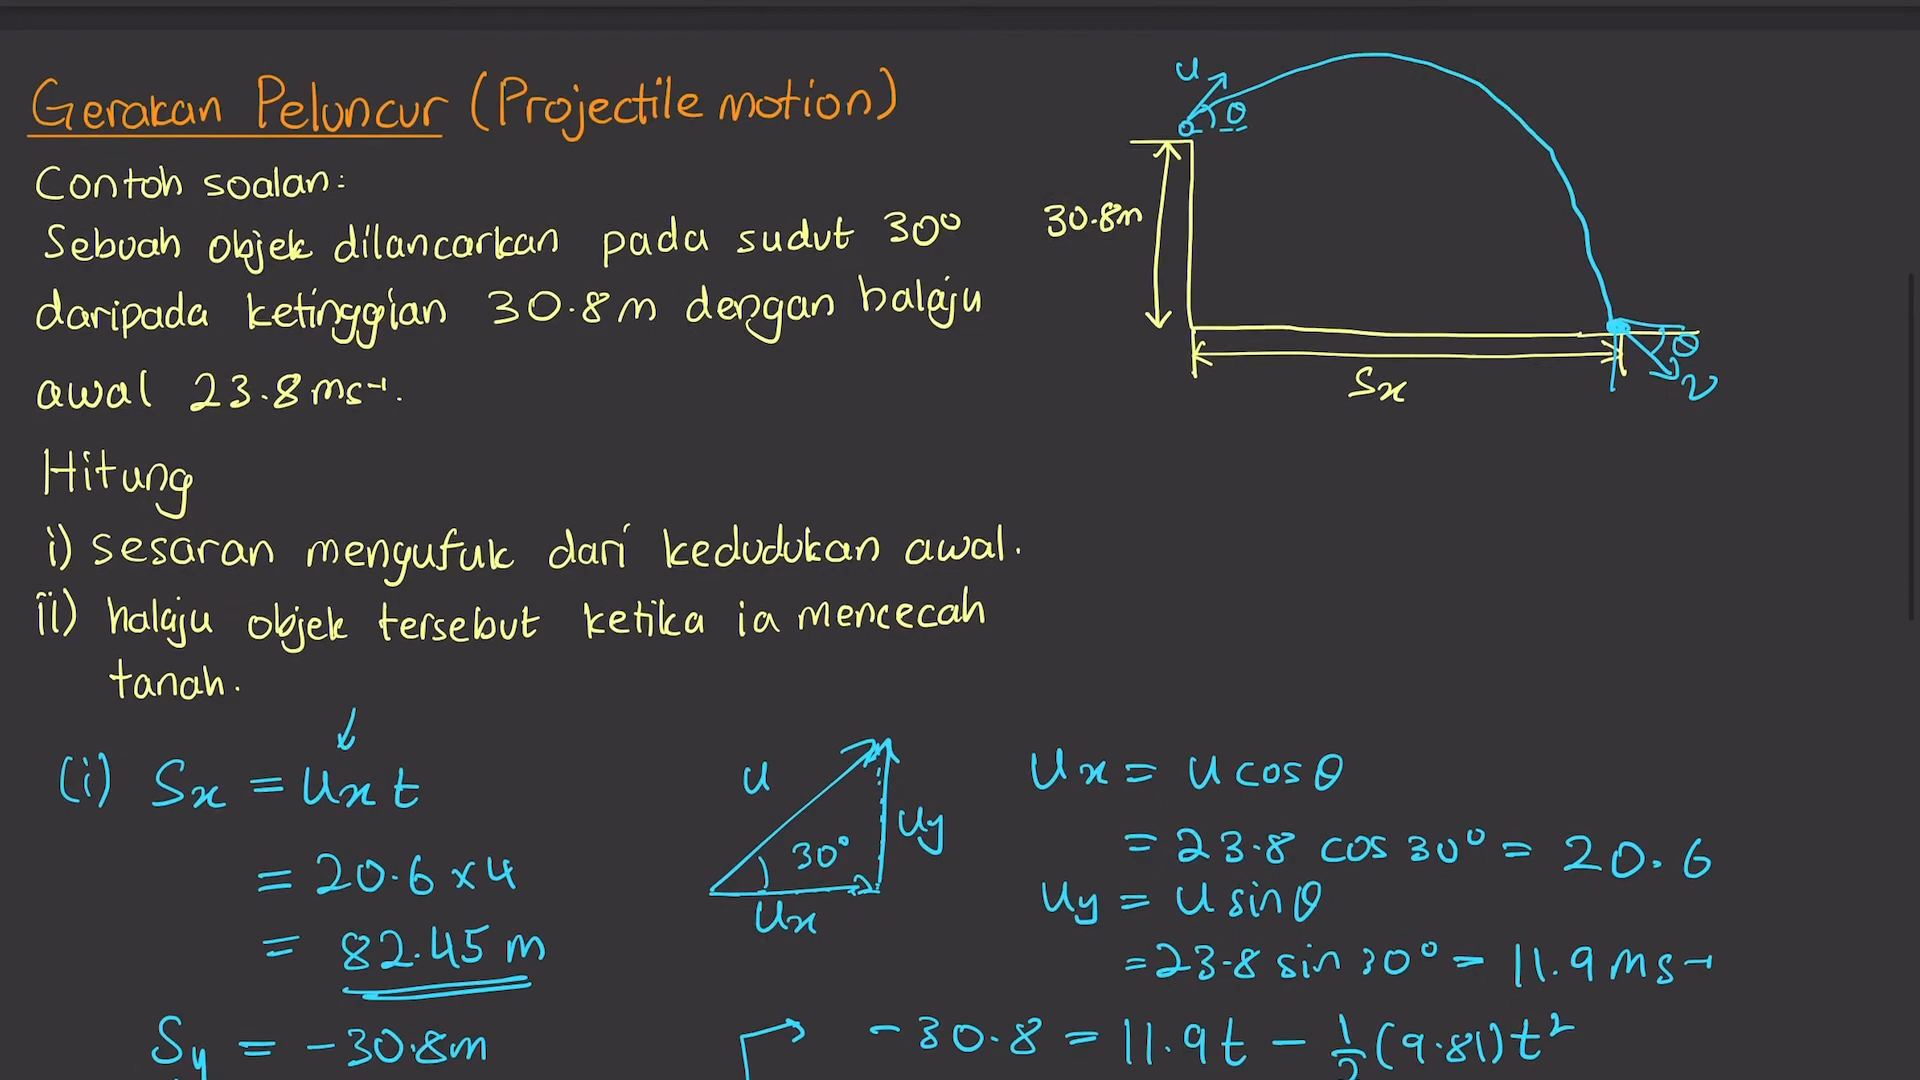 Gerakan Peluncur (Projectile motion)
Contoh soalan:
Sebuah objek dilancarkan pada sudut 30°
daripada ketinggian 30.8m dengan halaju
awal 23.8 ms⁻¹.
Hitung
i) sesaran mengufuk dari kedudukan awal.
ii) halaju objek tersebut ketika ia mencecah
tanah.
u
θ
30.8m
Sx
θ
v
(i) Sx = Ux t
= 20.6 x 4
= 82.45 m
Sy = -30.8m
u
30°
Uy
Ux
Ux = U cos θ
= 23.8 cos 30° = 20.6
Uy = U sin θ
= 23.8 sin 30° = 11.9 ms⁻¹
-30.8 = 11.9t - ½(9.81)t²